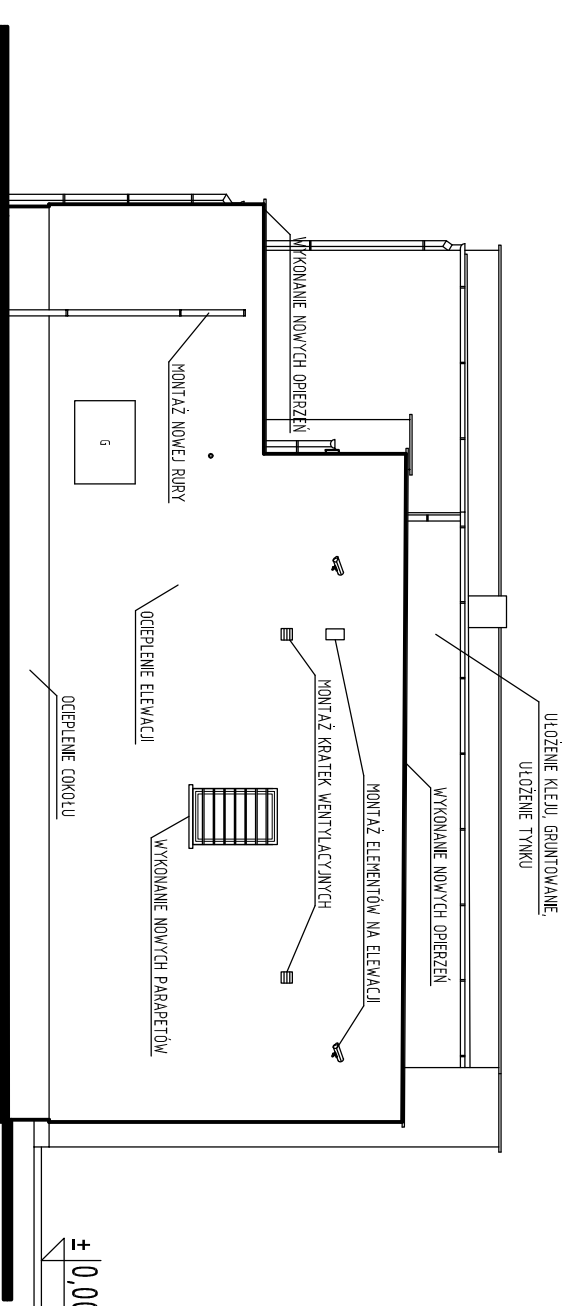 UŁOŻENIE KLEJU, GRUNTOWANIE,
UŁOŻENIE TYNKU
WYKONANIE NOWYCH OPIERZEŃ
WYKONANIE NOWYCH OPIERZEŃ
MONTAŻ ELEMENTÓW NA ELEWACJI
MONTAŻ KRATEK WENTYLACYJNYCH
MONTAŻ NOWEJ RURY
WYKONANIE NOWYCH PARAPETÓW
OCIEPLENIE ELEWACJI
G
OCIEPLENIE COKOŁU
± 0,00